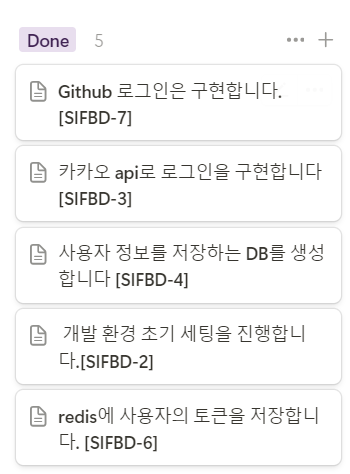 Done 5
Github 로그인은 구현합니다.
[SIFBD-7]
카카오 api로 로그인을 구현합니다
[SIFBD-3]
사용자 정보를 저장하는 DB를 생성
합니다 [SIFBD-4]
개발 환경 초기 세팅을 진행합니
다.[SIFBD-2]
redis에 사용자의 토큰을 저장합니
다. [SIFBD-6]